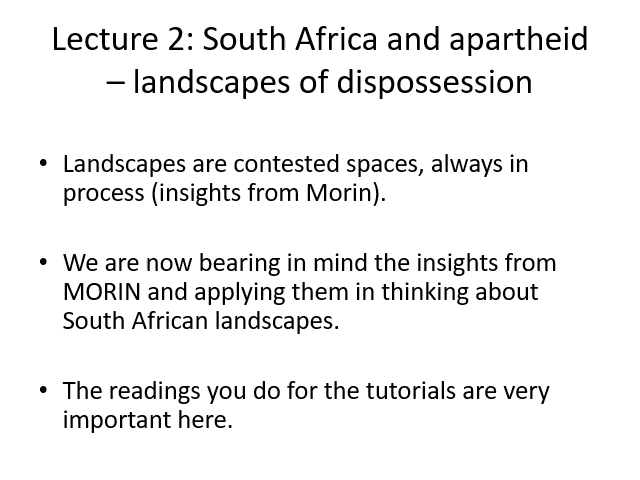 Lecture 2: South Africa and apartheid
– landscapes of dispossession
• Landscapes are contested spaces, always in
process (insights from Morin).
• We are now bearing in mind the insights from
MORIN and applying them in thinking about
South African landscapes.
• The readings you do for the tutorials are very
important here.